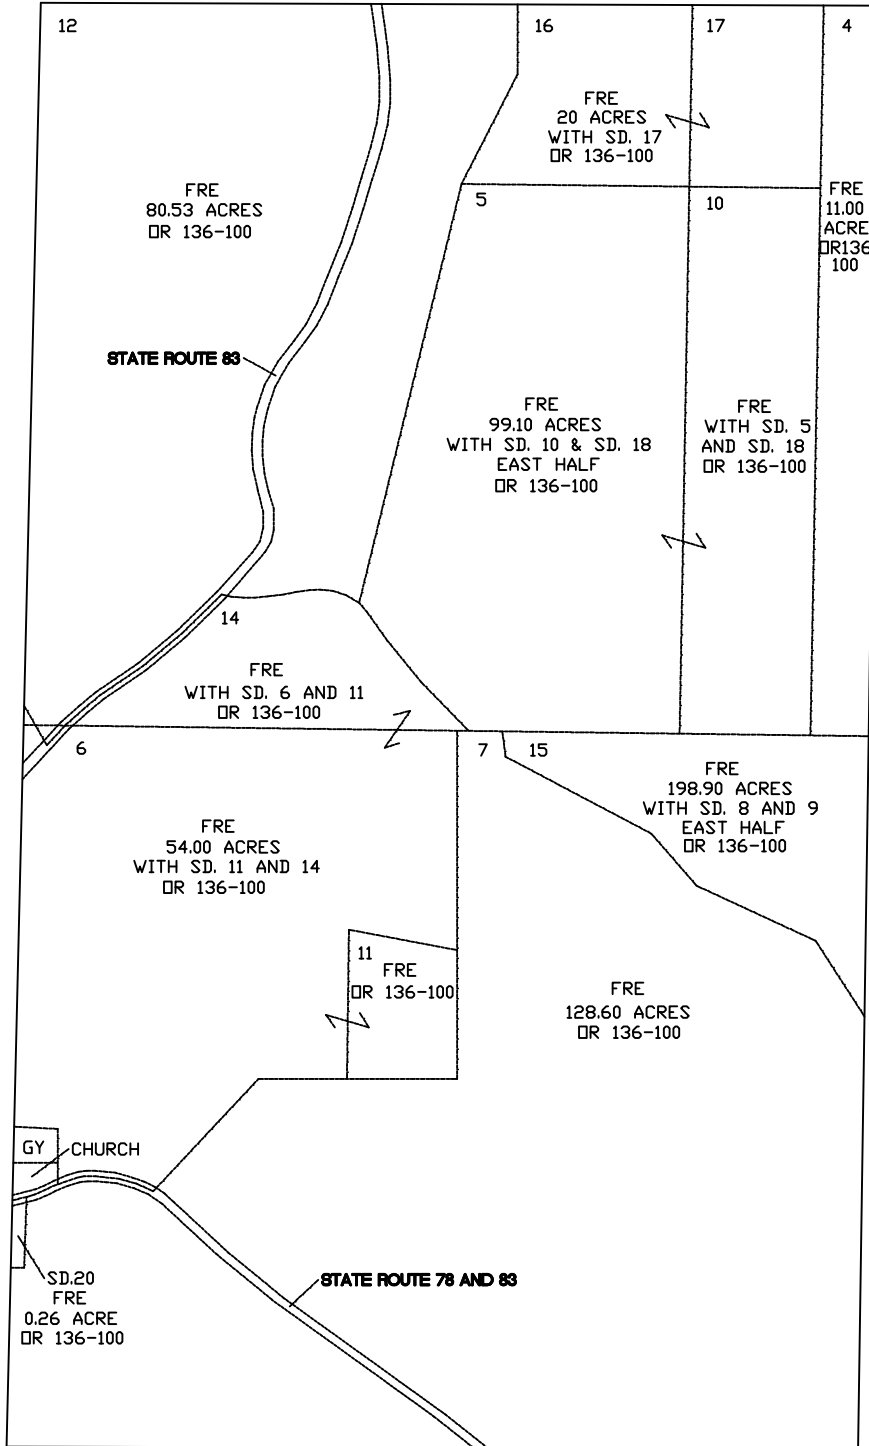 12
16
17
4
FRE
20 ACRES
WITH SD. 17
OR 136-100
FRE
80.53 ACRES
OR 136-100
5
10
FRE
11.00
ACRE
OR136
100
STATE ROUTE 83
FRE
99.10 ACRES
WITH SD. 10 & SD. 18
EAST HALF
OR 136-100
FRE
WITH SD. 5
AND SD. 18
OR 136-100
14
FRE
WITH SD. 6 AND 11
OR 136-100
6
7
15
FRE
198.90 ACRES
WITH SD. 8 AND 9
EAST HALF
OR 136-100
FRE
54.00 ACRES
WITH SD. 11 AND 14
OR 136-100
11
FRE
OR 136-100
FRE
128.60 ACRES
OR 136-100
GY
CHURCH
SD.20
FRE
0.26 ACRE
OR 136-100
STATE ROUTE 78 AND 83